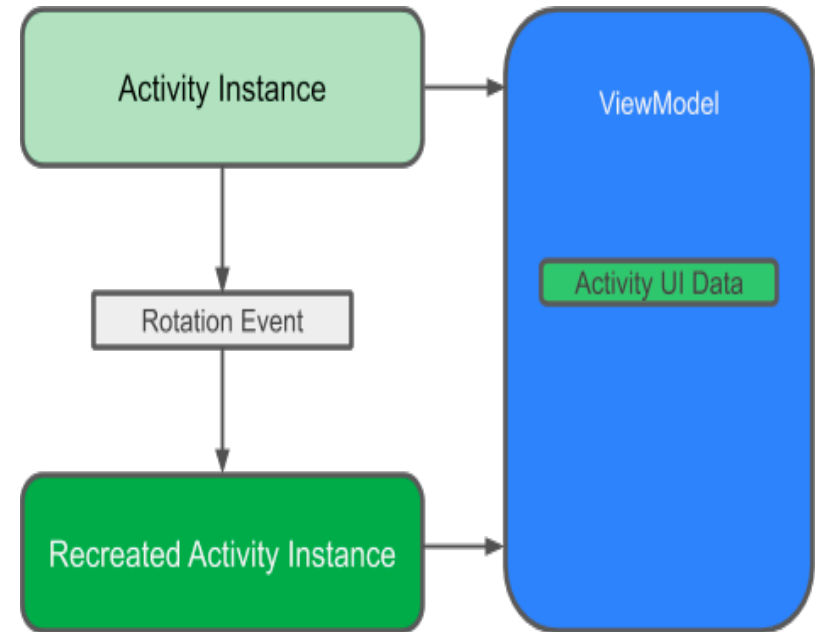 Activity Instance
ViewModel
Activity UI Data
Rotation Event
Recreated Activity Instance